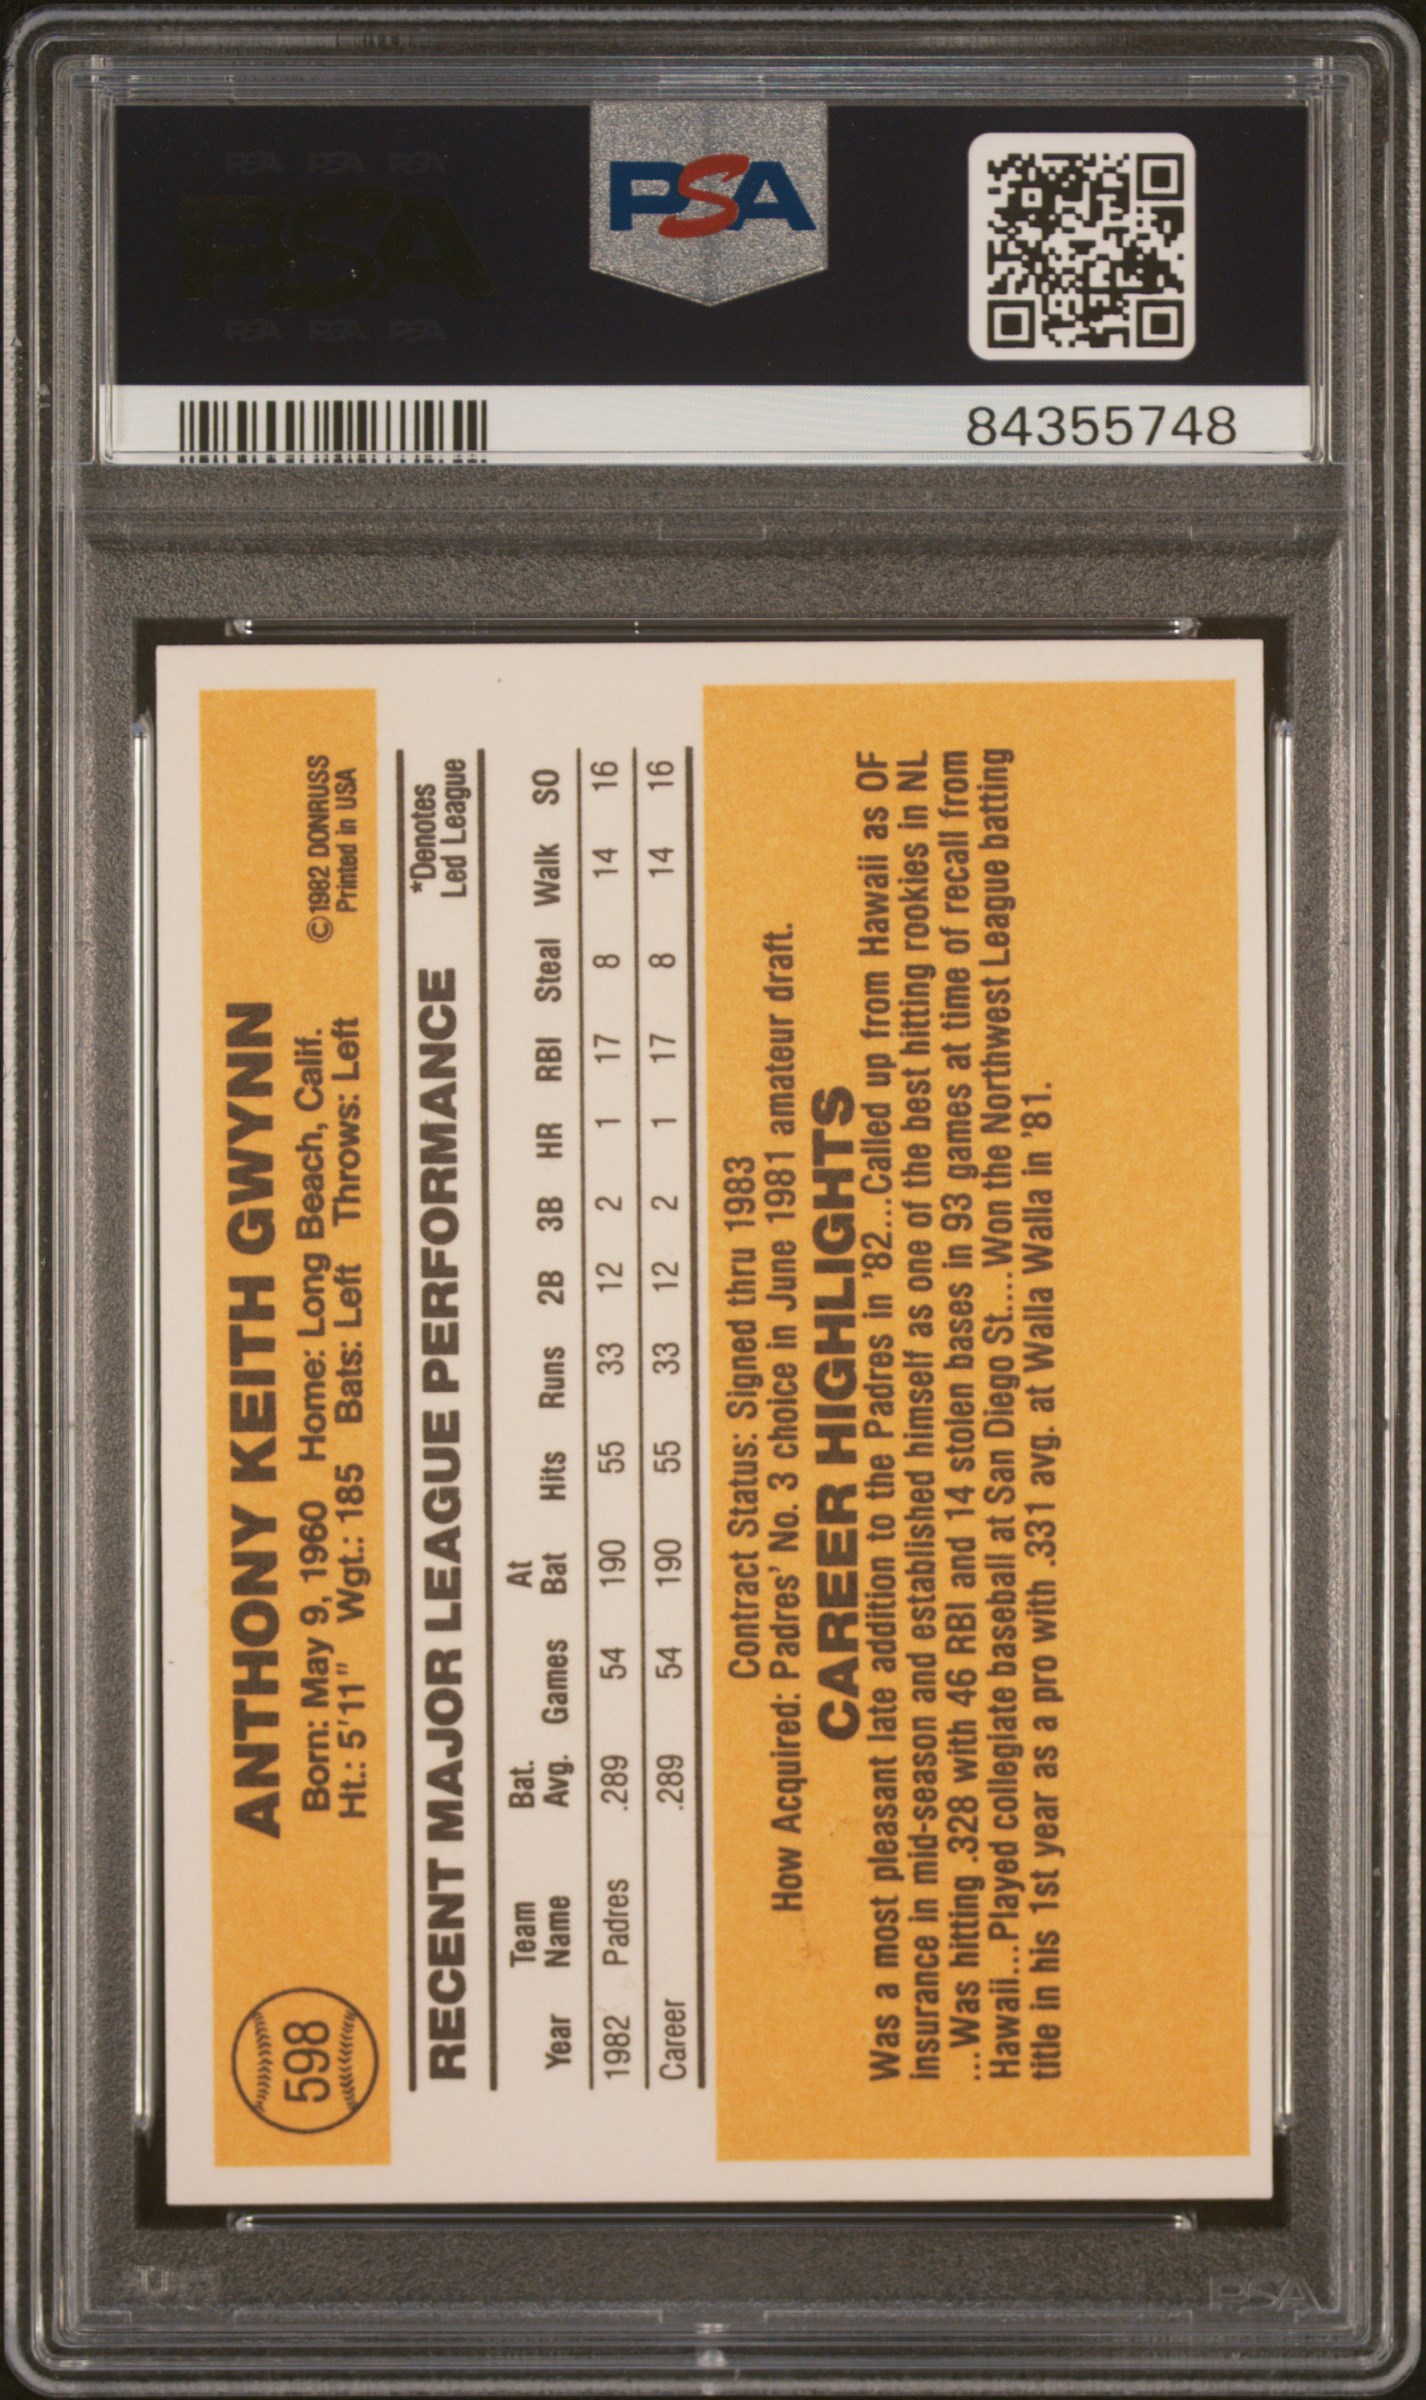 PSA PSA PSA
PSA
PSA PSA PSA
PSA
84355748
598
ANTHONY KEITH GWYNN
©1982 DONRUSS
Printed in USA
Born: May 9, 1960 Home: Long Beach, Calif.
Ht.: 5'11" Wgt.: 185 Bats: Left Throws: Left
RECENT MAJOR LEAGUE PERFORMANCE
*Denotes
Led League
Year Team Name Bat. Avg. Games At Bat Hits Runs 2B 3B HR RBI Steal Walk SO
1982 Padres .289 54 190 55 33 12 2 1 17 8 14 16
Career .289 54 190 55 33 12 2 1 17 8 14 16
Contract Status: Signed thru 1983
How Acquired: Padres' No. 3 choice in June 1981 amateur draft.
CAREER HIGHLIGHTS
Was a most pleasant late addition to the Padres in '82...Called up from Hawaii as OF
insurance in mid-season and established himself as one of the best hitting rookies in NL
...Was hitting .328 with 46 RBI and 14 stolen bases in 93 games at time of recall from
Hawaii...Played collegiate baseball at San Diego St....Won the Northwest League batting
title in his 1st year as a pro with .331 avg. at Walla Walla in '81.
PSA